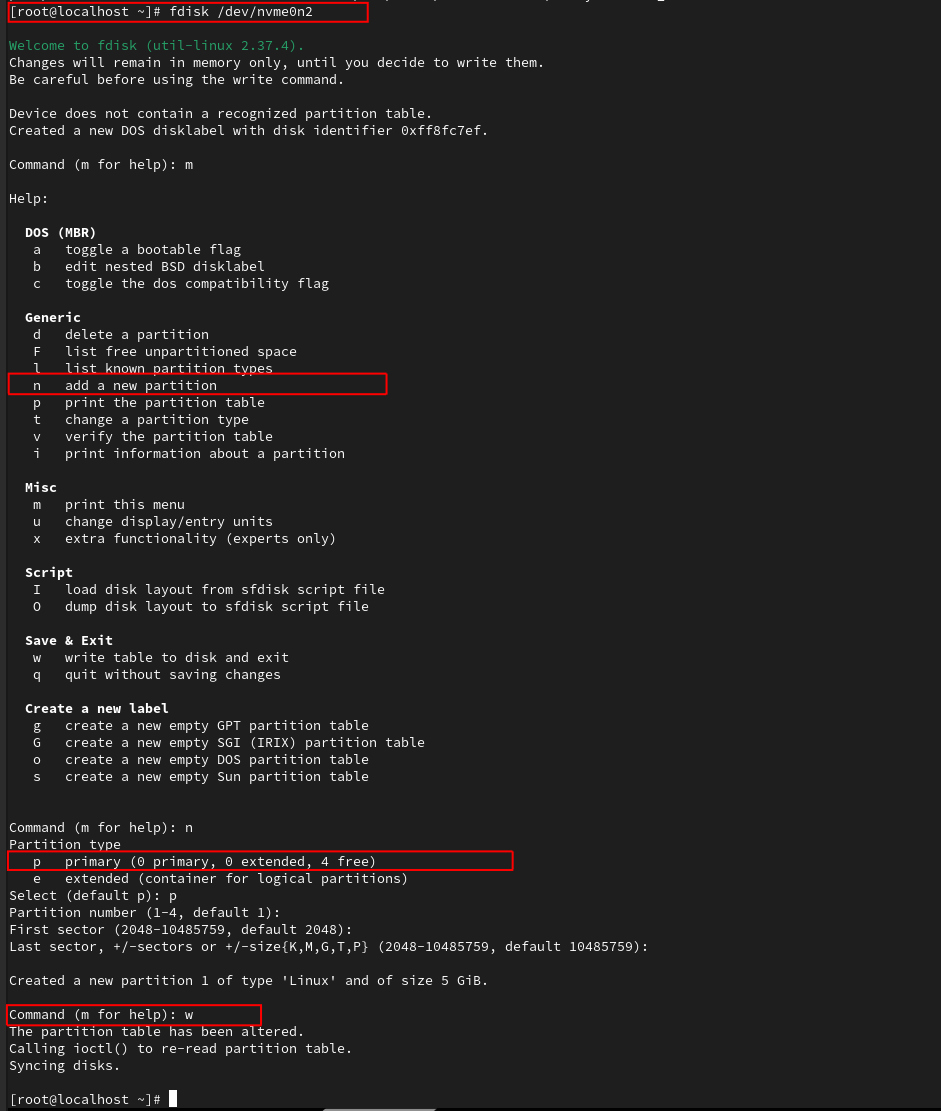 [root@localhost ~]# fdisk /dev/nvme0n2
Welcome to fdisk (util-linux 2.37.4).
Changes will remain in memory only, until you decide to write them.
Be careful before using the write command.
Device does not contain a recognized partition table.
Created a new DOS disklabel with disk identifier 0xff8fc7ef.
Command (m for help): m
Help:
DOS (MBR)
a   toggle a bootable flag
b   edit nested BSD disklabel
c   toggle the dos compatibility flag
Generic
d   delete a partition
F   list free unpartitioned space
l   list known partition types
n   add a new partition
p   print the partition table
t   change a partition type
v   verify the partition table
i   print information about a partition
Misc
m   print this menu
u   change display/entry units
x   extra functionality (experts only)
Script
I   load disk layout from sfdisk script file
O   dump disk layout to sfdisk script file
Save & Exit
w   write table to disk and exit
q   quit without saving changes
Create a new label
g   create a new empty GPT partition table
G   create a new empty SGI (IRIX) partition table
o   create a new empty DOS partition table
s   create a new empty Sun partition table
Command (m for help): n
Partition type
p   primary (0 primary, 0 extended, 4 free)
e   extended (container for logical partitions)
Select (default p): p
Partition number (1-4, default 1):
First sector (2048-10485759, default 2048):
Last sector, +/-sectors or +/-size{K,M,G,T,P} (2048-10485759, default 10485759):
Created a new partition 1 of type 'Linux' and of size 5 GiB.
Command (m for help): w
The partition table has been altered.
Calling ioctl() to re-read partition table.
Syncing disks.
[root@localhost ~]#